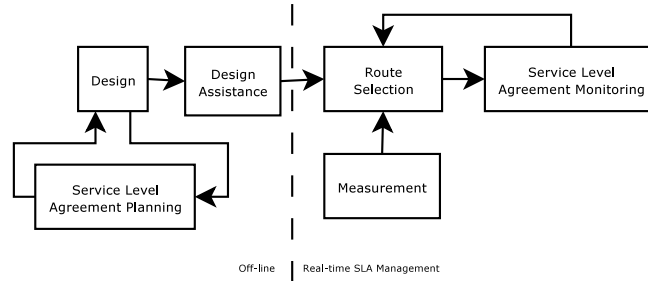 Design
Design
Assistance
Route
Selection
Service Level
Agreement Monitoring
Service Level
Agreement Planning
Measurement
Off-line
Real-time SLA Management